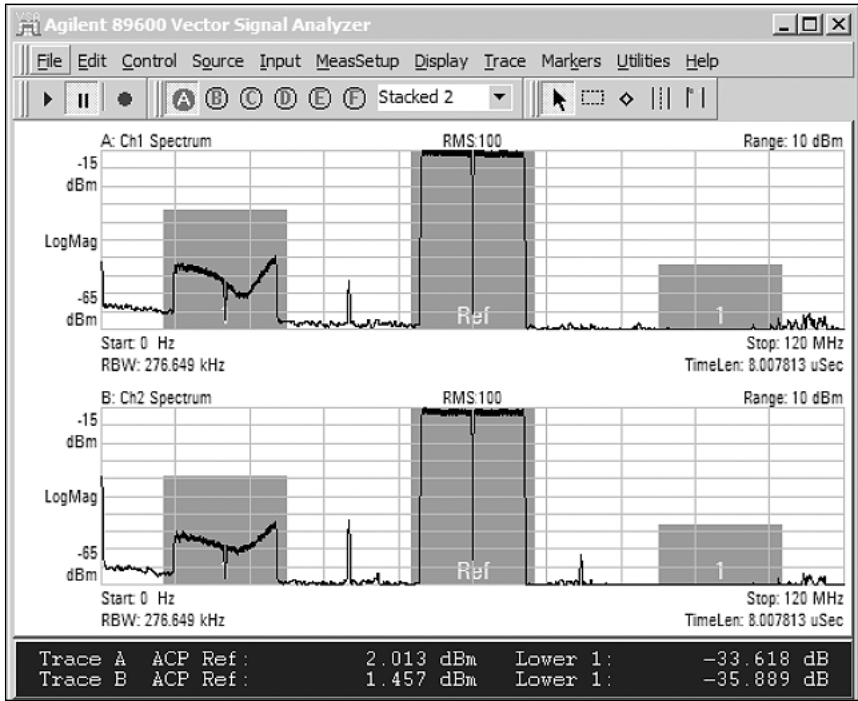 Agilent 89600 Vector Signal Analyzer
File Edit Control Source Input MeasSetup Display Trace Markers Utilities Help
A B C D E F Stacked 2
A: Ch1 Spectrum RMS:100 Range: 10 dBm
-15
dBm
LogMag
-65
dBm
Ref
1
Start: 0 Hz Stop: 120 MHz
RBW: 276.649 kHz TimeLen: 8.007813 uSec
B: Ch2 Spectrum RMS:100 Range: 10 dBm
-15
dBm
LogMag
-65
dBm
Ref
1
Start: 0 Hz Stop: 120 MHz
RBW: 276.649 kHz TimeLen: 8.007813 uSec
Trace A ACP Ref: 2.013 dBm Lower 1: -33.618 dB
Trace B ACP Ref: 1.457 dBm Lower 1: -35.889 dB